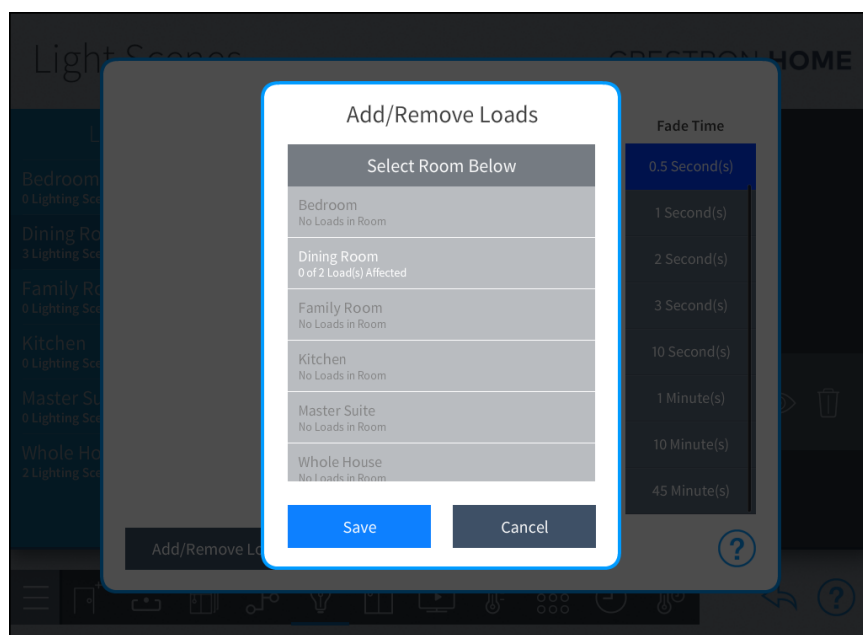 Light Scenes
CRESTRON HOME
Add/Remove Loads
Select Room Below
Bedroom
No Loads in Room
Dining Room
0 of 2 Load(s) Affected
Family Room
No Loads in Room
Kitchen
No Loads in Room
Master Suite
No Loads in Room
Whole House
No Loads in Room
Save
Cancel
Fade Time
0.5 Second(s)
1 Second(s)
2 Second(s)
3 Second(s)
10 Second(s)
1 Minute(s)
10 Minute(s)
45 Minute(s)
L
Bedroom
0 Lighting Sce
Dining Ro
3 Lighting Sce
Family Ro
0 Lighting Sce
Kitchen
0 Lighting Sce
Master Su
0 Lighting Sce
Whole Ho
2 Lighting Sce
Add/Remove Lo
?
?